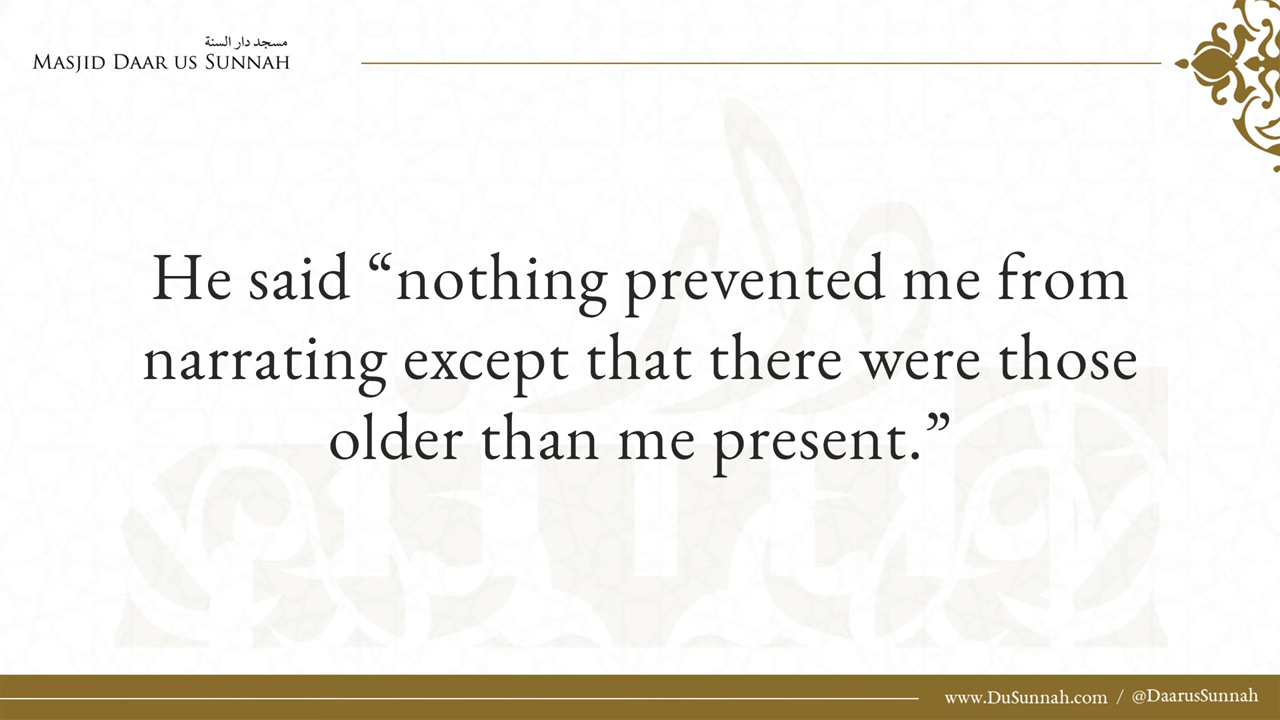 مسجد دار السنة
Masjid Daar us Sunnah
He said “nothing prevented me from
narrating except that there were those
older than me present.”
www.DuSunnah.com / @DaarusSunnah